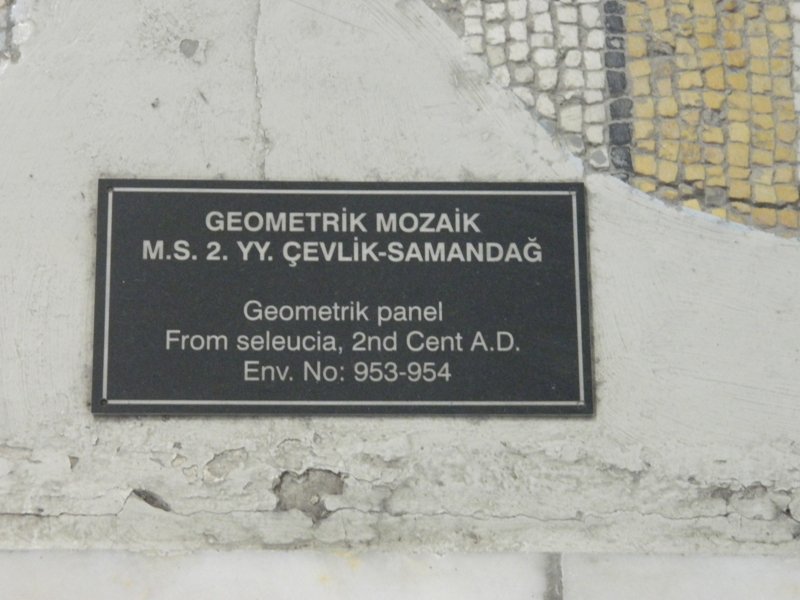 GEOMETRİK MOZAİK
M.S. 2. YY. ÇEVLİK-SAMANDAĞ
Geometrik panel
From seleucia, 2nd Cent A.D.
Env. No: 953-954